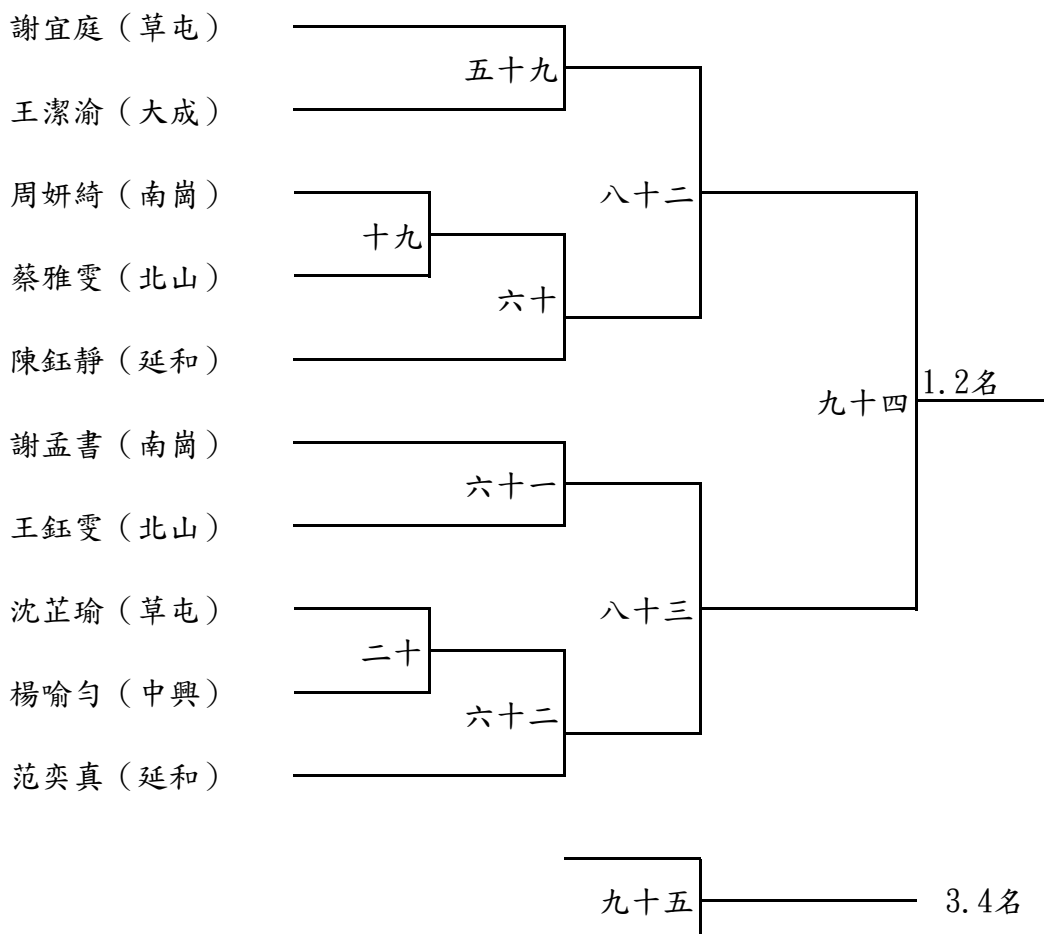 謝宜庭（草屯）
五十九
王潔渝（大成）
周妍綺（南崗）
八十二
十九
蔡雅雯（北山）
六十
陳鈺靜（延和）
1.2名
九十四
謝孟書（南崗）
六十一
王鈺雯（北山）
沈芷瑜（草屯）
八十三
二十
楊喻勻（中興）
六十二
范奕真（延和）
九十五
3.4名